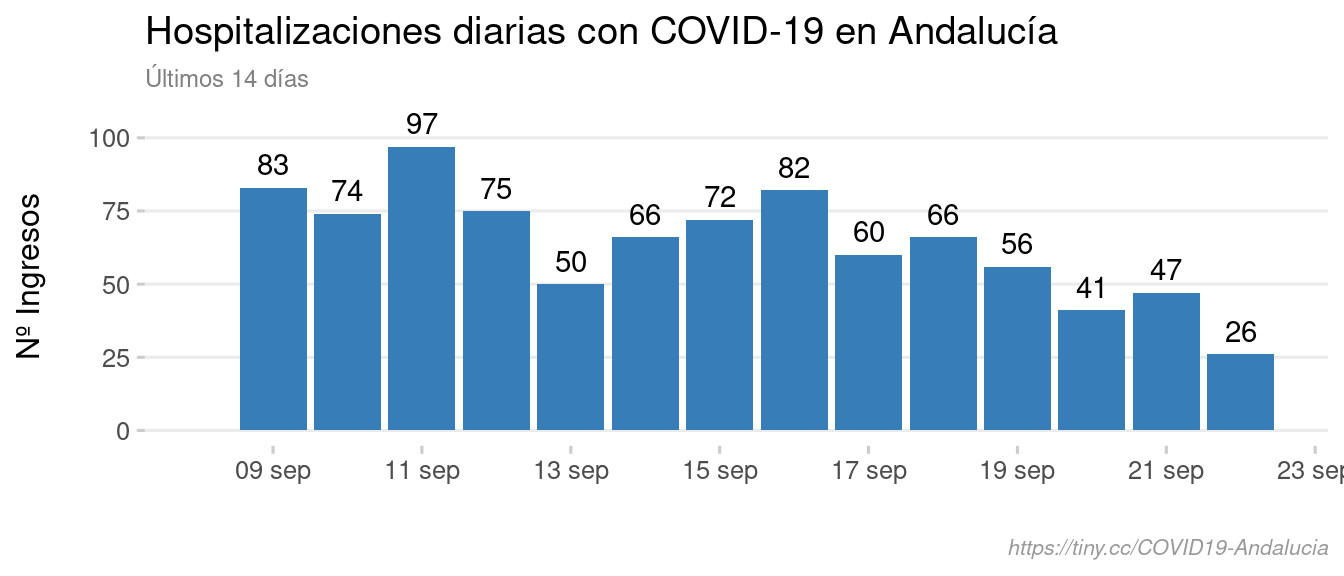 Hospitalizaciones diarias con COVID-19 en Andalucía
Últimos 14 días
Nº Ingresos
100
75
50
25
0
83
74
97
75
50
66
72
82
60
66
56
41
47
26
09 sep
11 sep
13 sep
15 sep
17 sep
19 sep
21 sep
23 sep
https://tiny.cc/COVID19-Andalucia